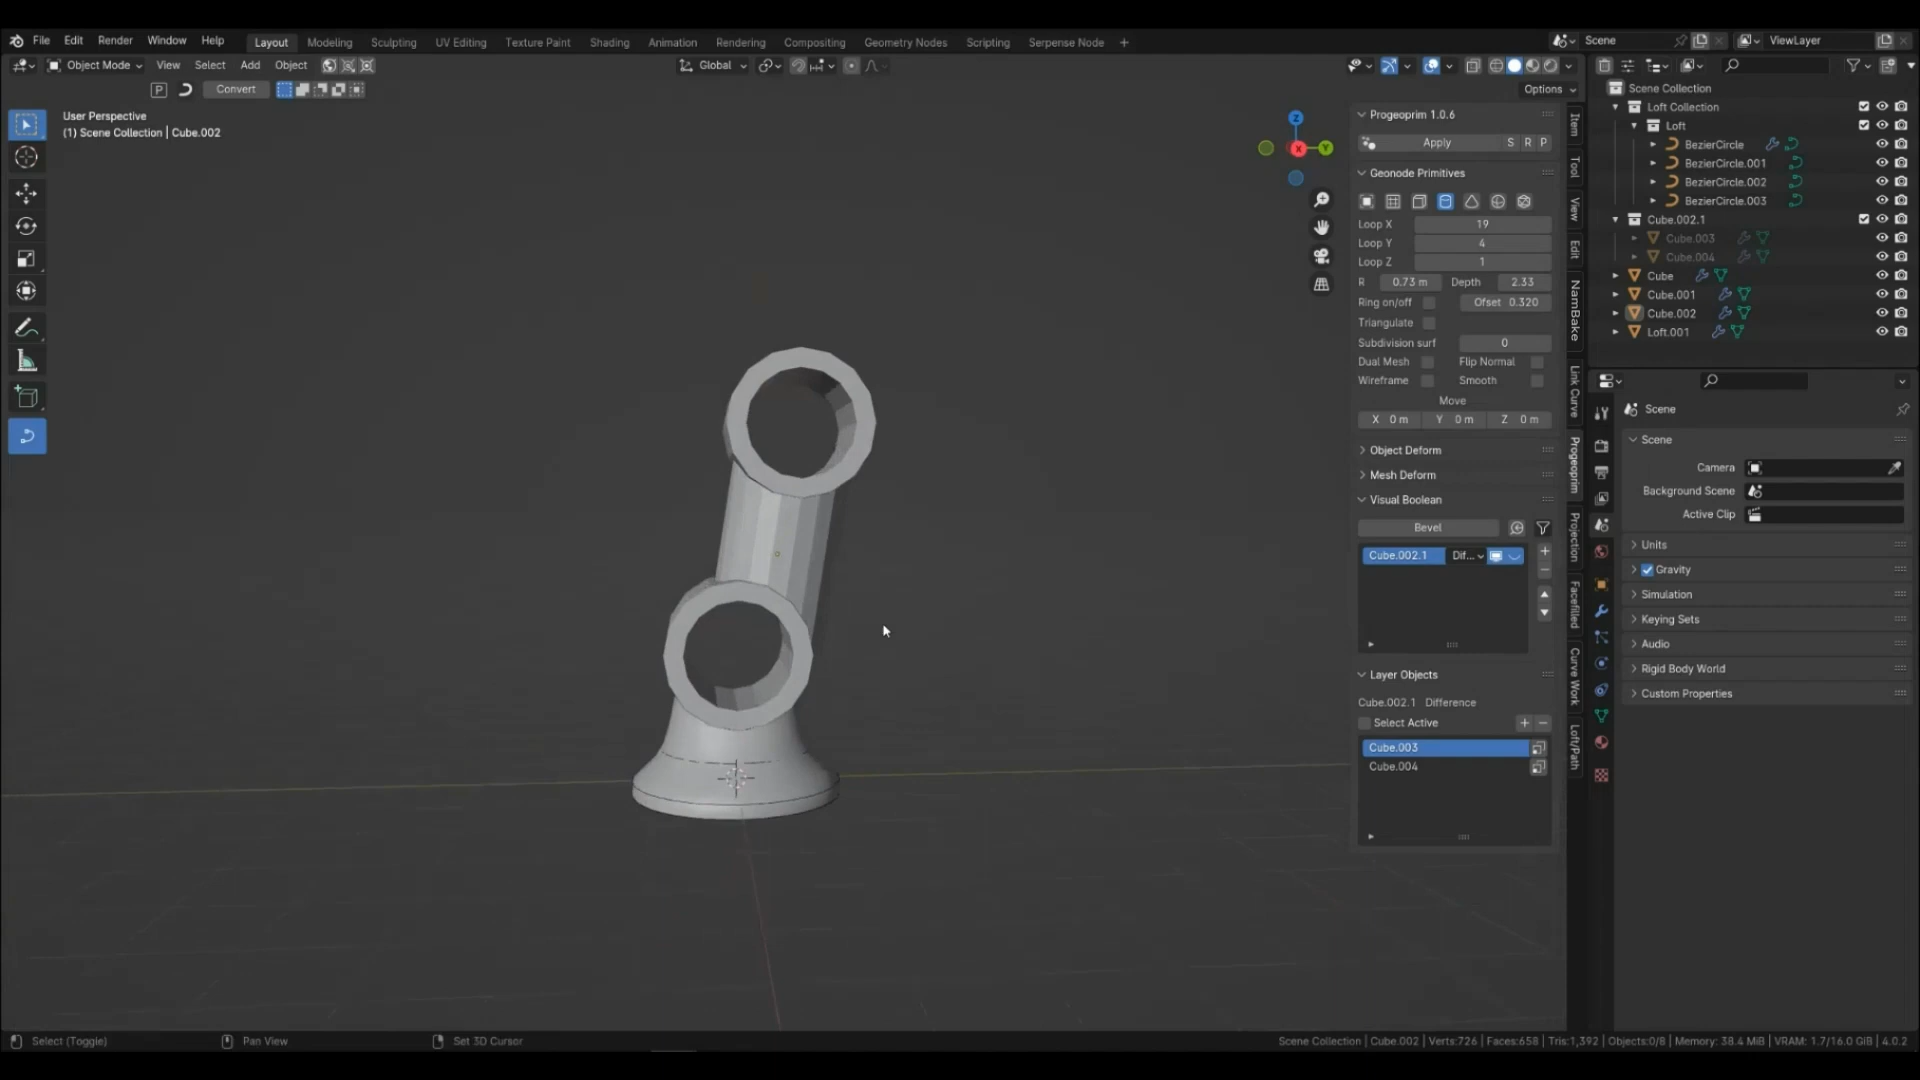 File Edit Render Window Help Layout Modeling Sculpting UV Editing Texture Paint Shading Animation Rendering Compositing Geometry Nodes Scripting Serpense Node + Scene ViewLayer
Object Mode View Select Add Object Global
P Convert Options
User Perspective
(1) Scene Collection | Cube.002
Z
X
Y
Progeoprim 1.0.6
Apply S R P
Geonode Primitives
Loop X 19
Loop Y 4
Loop Z 1
R 0.73 m Depth 2.33
Ring on/off Ofset 0.320
Triangulate
Subdivision surf 0
Dual Mesh Flip Normal
Wireframe Smooth
Move
X 0 m Y 0 m Z 0 m
Object Deform
Mesh Deform
Visual Boolean
Bevel
Cube.002.1 Dif...
Layer Objects
Cube.002.1 Difference
Select Active
Cube.003
Cube.004
Item
Tool
View
Edit
NamBake
Link Curve
Progeoprim
Projection
Facefilled
Curve Work
Loft/Path
Scene Collection
Loft Collection
Loft
BezierCircle
BezierCircle.001
BezierCircle.002
BezierCircle.003
Cube.002.1
Cube.003
Cube.004
Cube
Cube.001
Cube.002
Loft.001
Scene
Scene
Camera
Background Scene
Active Clip
Units
Gravity
Simulation
Keying Sets
Audio
Rigid Body World
Custom Properties
Select (Toggle) Pan View Set 3D Cursor Scene Collection | Cube.002 | Verts:726 | Faces:658 | Tris:1,392 | Objects:0/8 | Memory: 38.4 MiB | VRAM: 1.7/16.0 GiB | 4.0.2